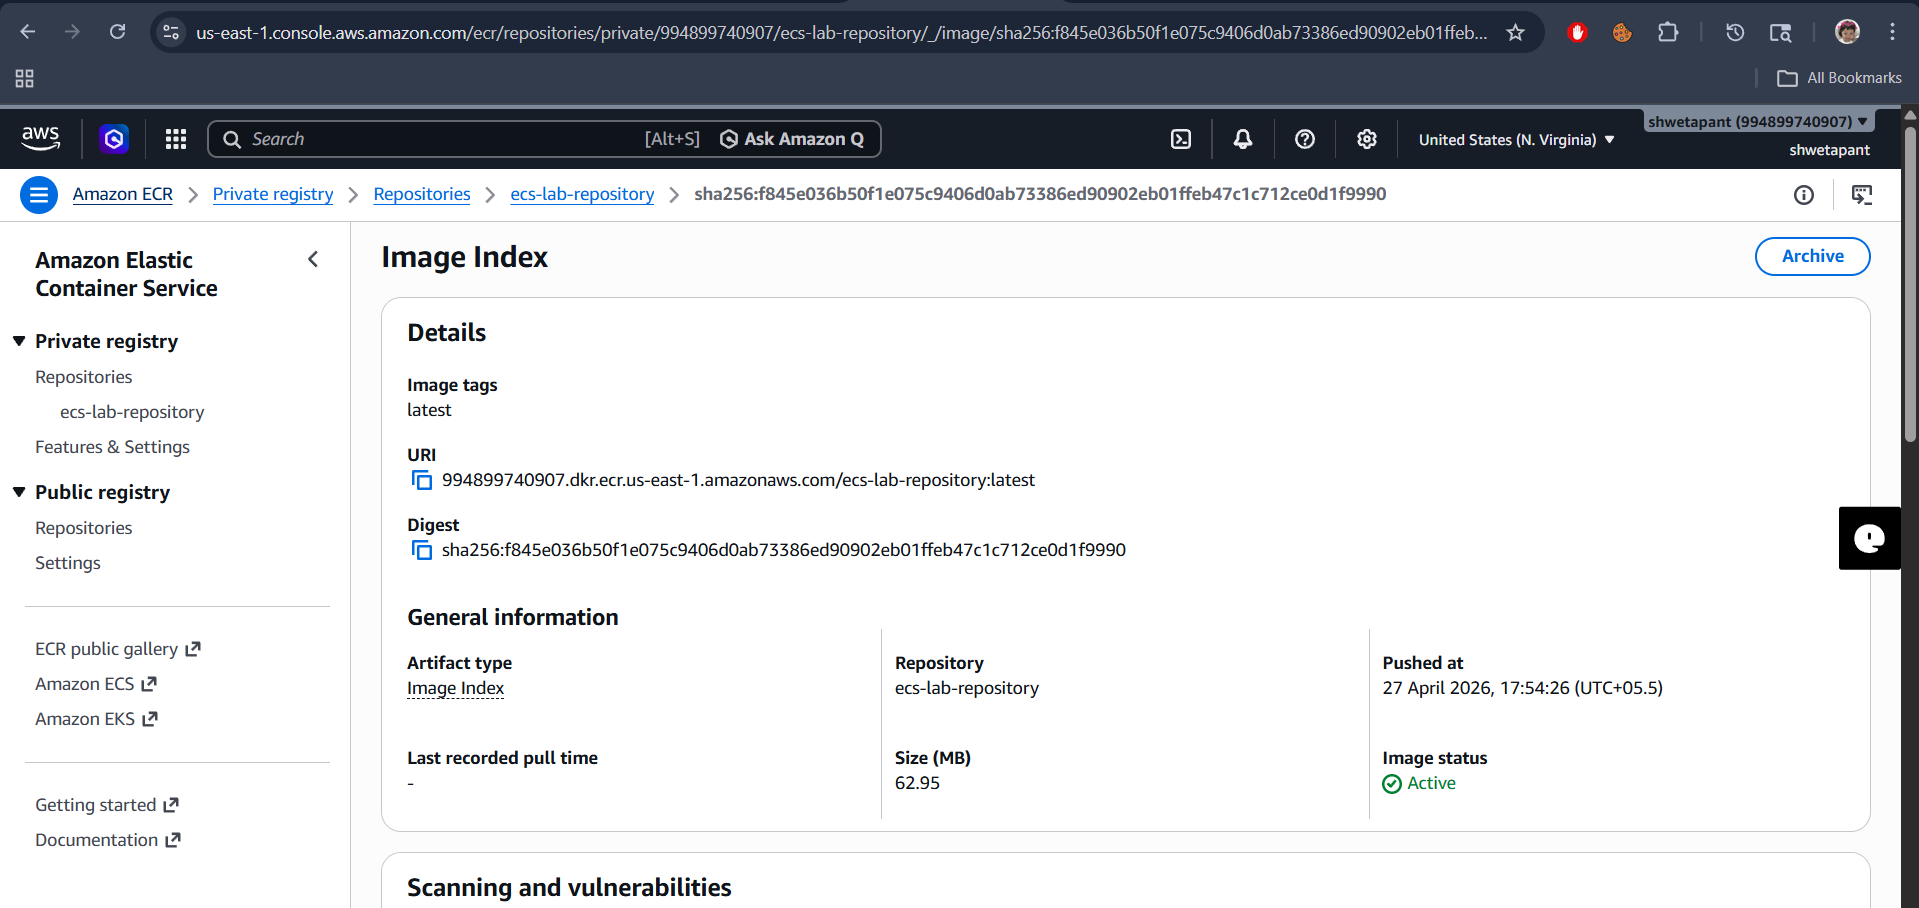 us-east-1.console.aws.amazon.com/ecr/repositories/private/994899740907/ecs-lab-repository/_/image/sha256:f845e036b50f1e075c9406d0ab73386ed90902eb01ffeb...
All Bookmarks
aws
Search [Alt+S] Ask Amazon Q
United States (N. Virginia)
shwetapant (994899740907)
shwetapant
Amazon ECR
Private registry
Repositories
ecs-lab-repository
sha256:f845e036b50f1e075c9406d0ab73386ed90902eb01ffeb47c1c712ce0d1f9990
Amazon Elastic
Container Service
Private registry
Repositories
ecs-lab-repository
Features & Settings
Public registry
Repositories
Settings
ECR public gallery
Amazon ECS
Amazon EKS
Getting started
Documentation
Image Index
Archive
Details
Image tags
latest
URI
994899740907.dkr.ecr.us-east-1.amazonaws.com/ecs-lab-repository:latest
Digest
sha256:f845e036b50f1e075c9406d0ab73386ed90902eb01ffeb47c1c712ce0d1f9990
General information
Artifact type
Image Index
Repository
ecs-lab-repository
Pushed at
27 April 2026, 17:54:26 (UTC+05.5)
Last recorded pull time
-
Size (MB)
62.95
Image status
Active
Scanning and vulnerabilities